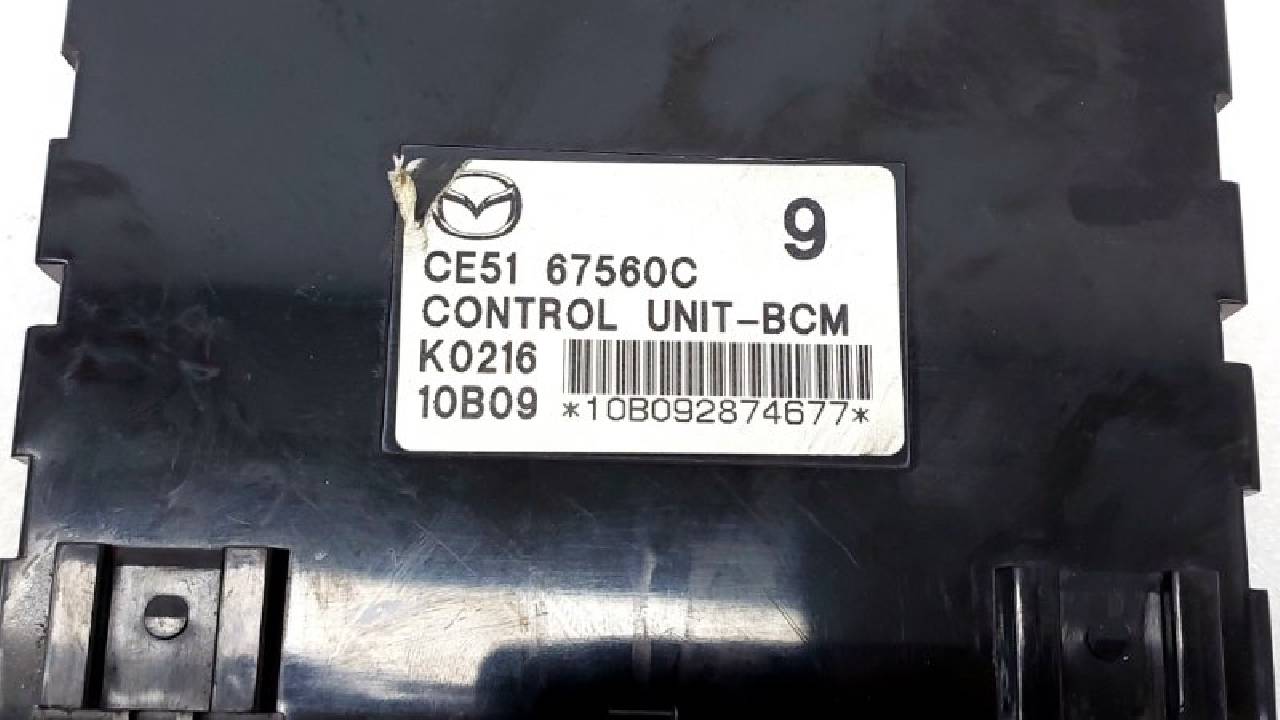 9
CE51 67560C
CONTROL UNIT-BCM
K0216
10B09 *10B092874677*